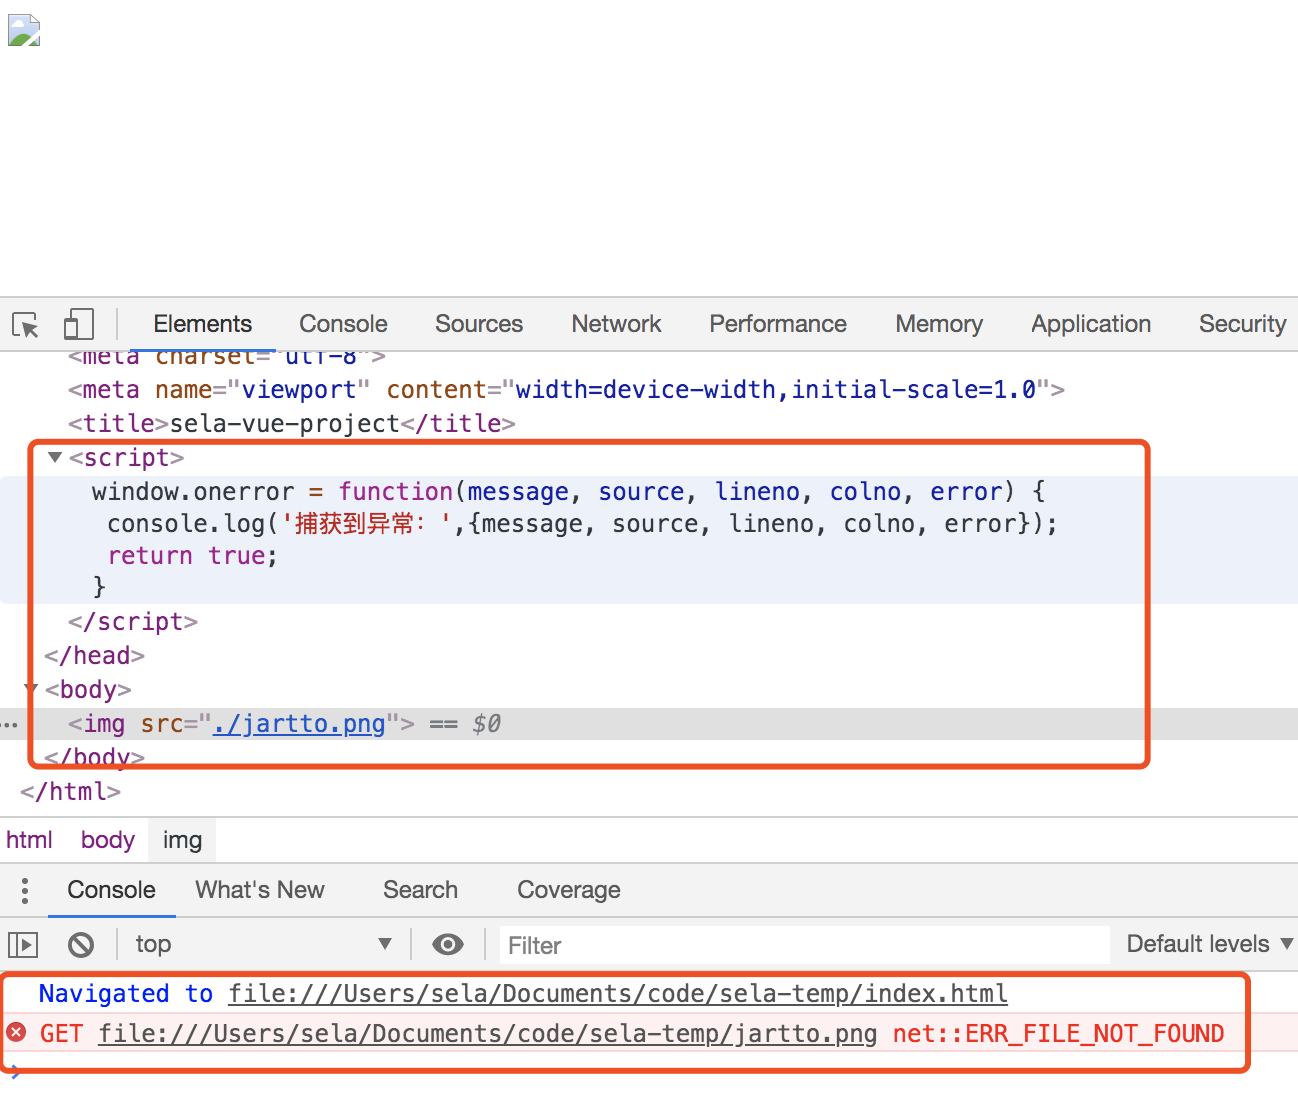 Elements Console Sources Network Performance Memory Application Security
<meta charset="utf-8">
<meta name="viewport" content="width=device-width,initial-scale=1.0">
<title>sela-vue-project</title>
▼<script>
window.onerror = function(message, source, lineno, colno, error) {
console.log('捕获到异常：',{message, source, lineno, colno, error});
return true;
}
</script>
</head>
▼<body>
<img src="./jartto.png"> == $0
</body>
</html>
html body img
Console What's New Search Coverage
top ▼ Filter Default levels ▼
Navigated to file:///Users/sela/Documents/code/sela-temp/index.html
GET file:///Users/sela/Documents/code/sela-temp/jartto.png net::ERR_FILE_NOT_FOUND